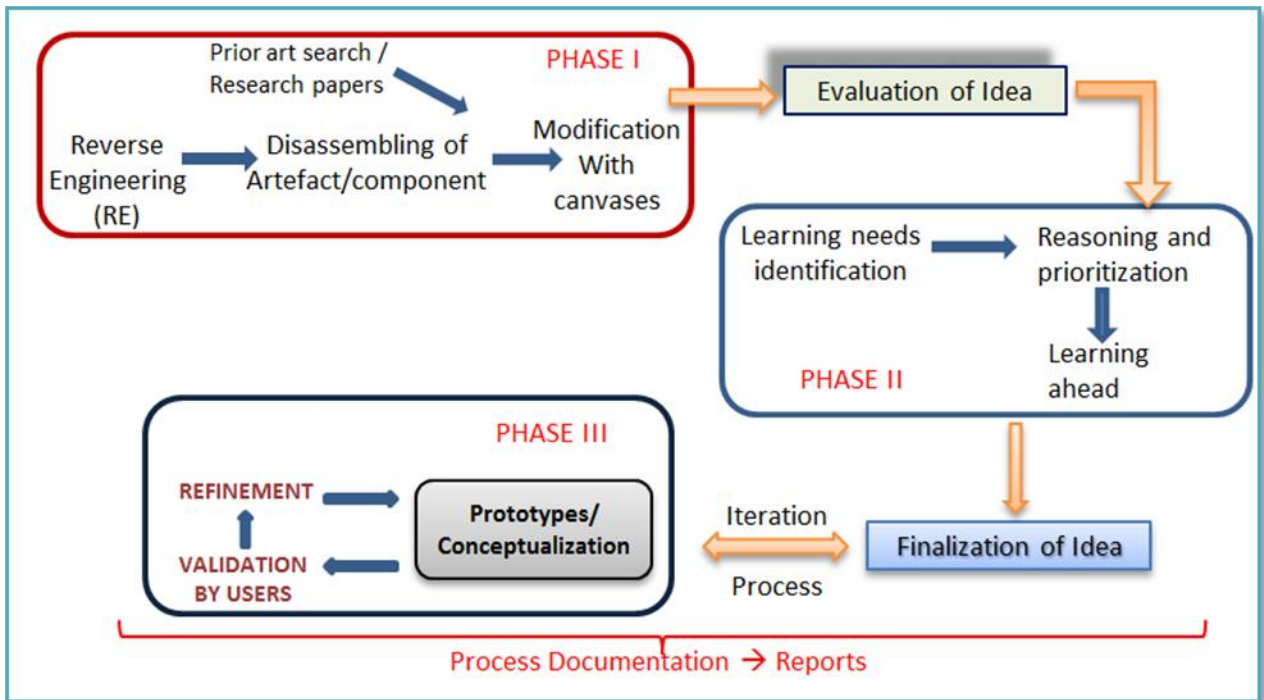 Prior art search /
Research papers
PHASE I
Reverse
Engineering
(RE)
Disassembling of
Artefact/component
Modification
With
canvases
Evaluation of Idea
Learning needs
identification
Reasoning and
prioritization
Learning
ahead
PHASE II
PHASE III
REFINEMENT
VALIDATION
BY USERS
Prototypes/
Conceptualization
Iteration
Process
Finalization of Idea
Process Documentation → Reports